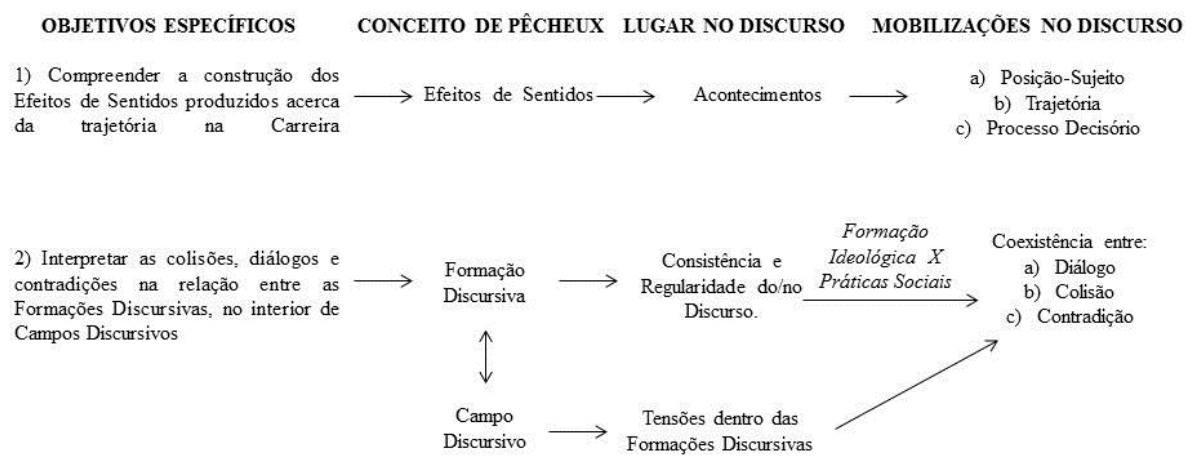 OBJETIVOS ESPECÍFICOS CONCEITO DE PÊCHEUX LUGAR NO DISCURSO MOBILIZAÇÕES NO DISCURSO
1) Compreender a construção dos
Efeitos de Sentidos produzidos acerca
da trajetória na Carreira
Efeitos de Sentidos
Acontecimentos
a) Posição-Sujeito
b) Trajetória
c) Processo Decisório
2) Interpretar as colisões, diálogos e
contradições na relação entre as
Formações Discursivas, no interior de
Campos Discursivos
Formação
Discursiva
Consistência e
Regularidade do/no
Discurso.
Formação
Ideológica X
Práticas Sociais
Coexistência entre:
a) Diálogo
b) Colisão
c) Contradição
Campo
Discursivo
Tensões dentro das
Formações Discursivas